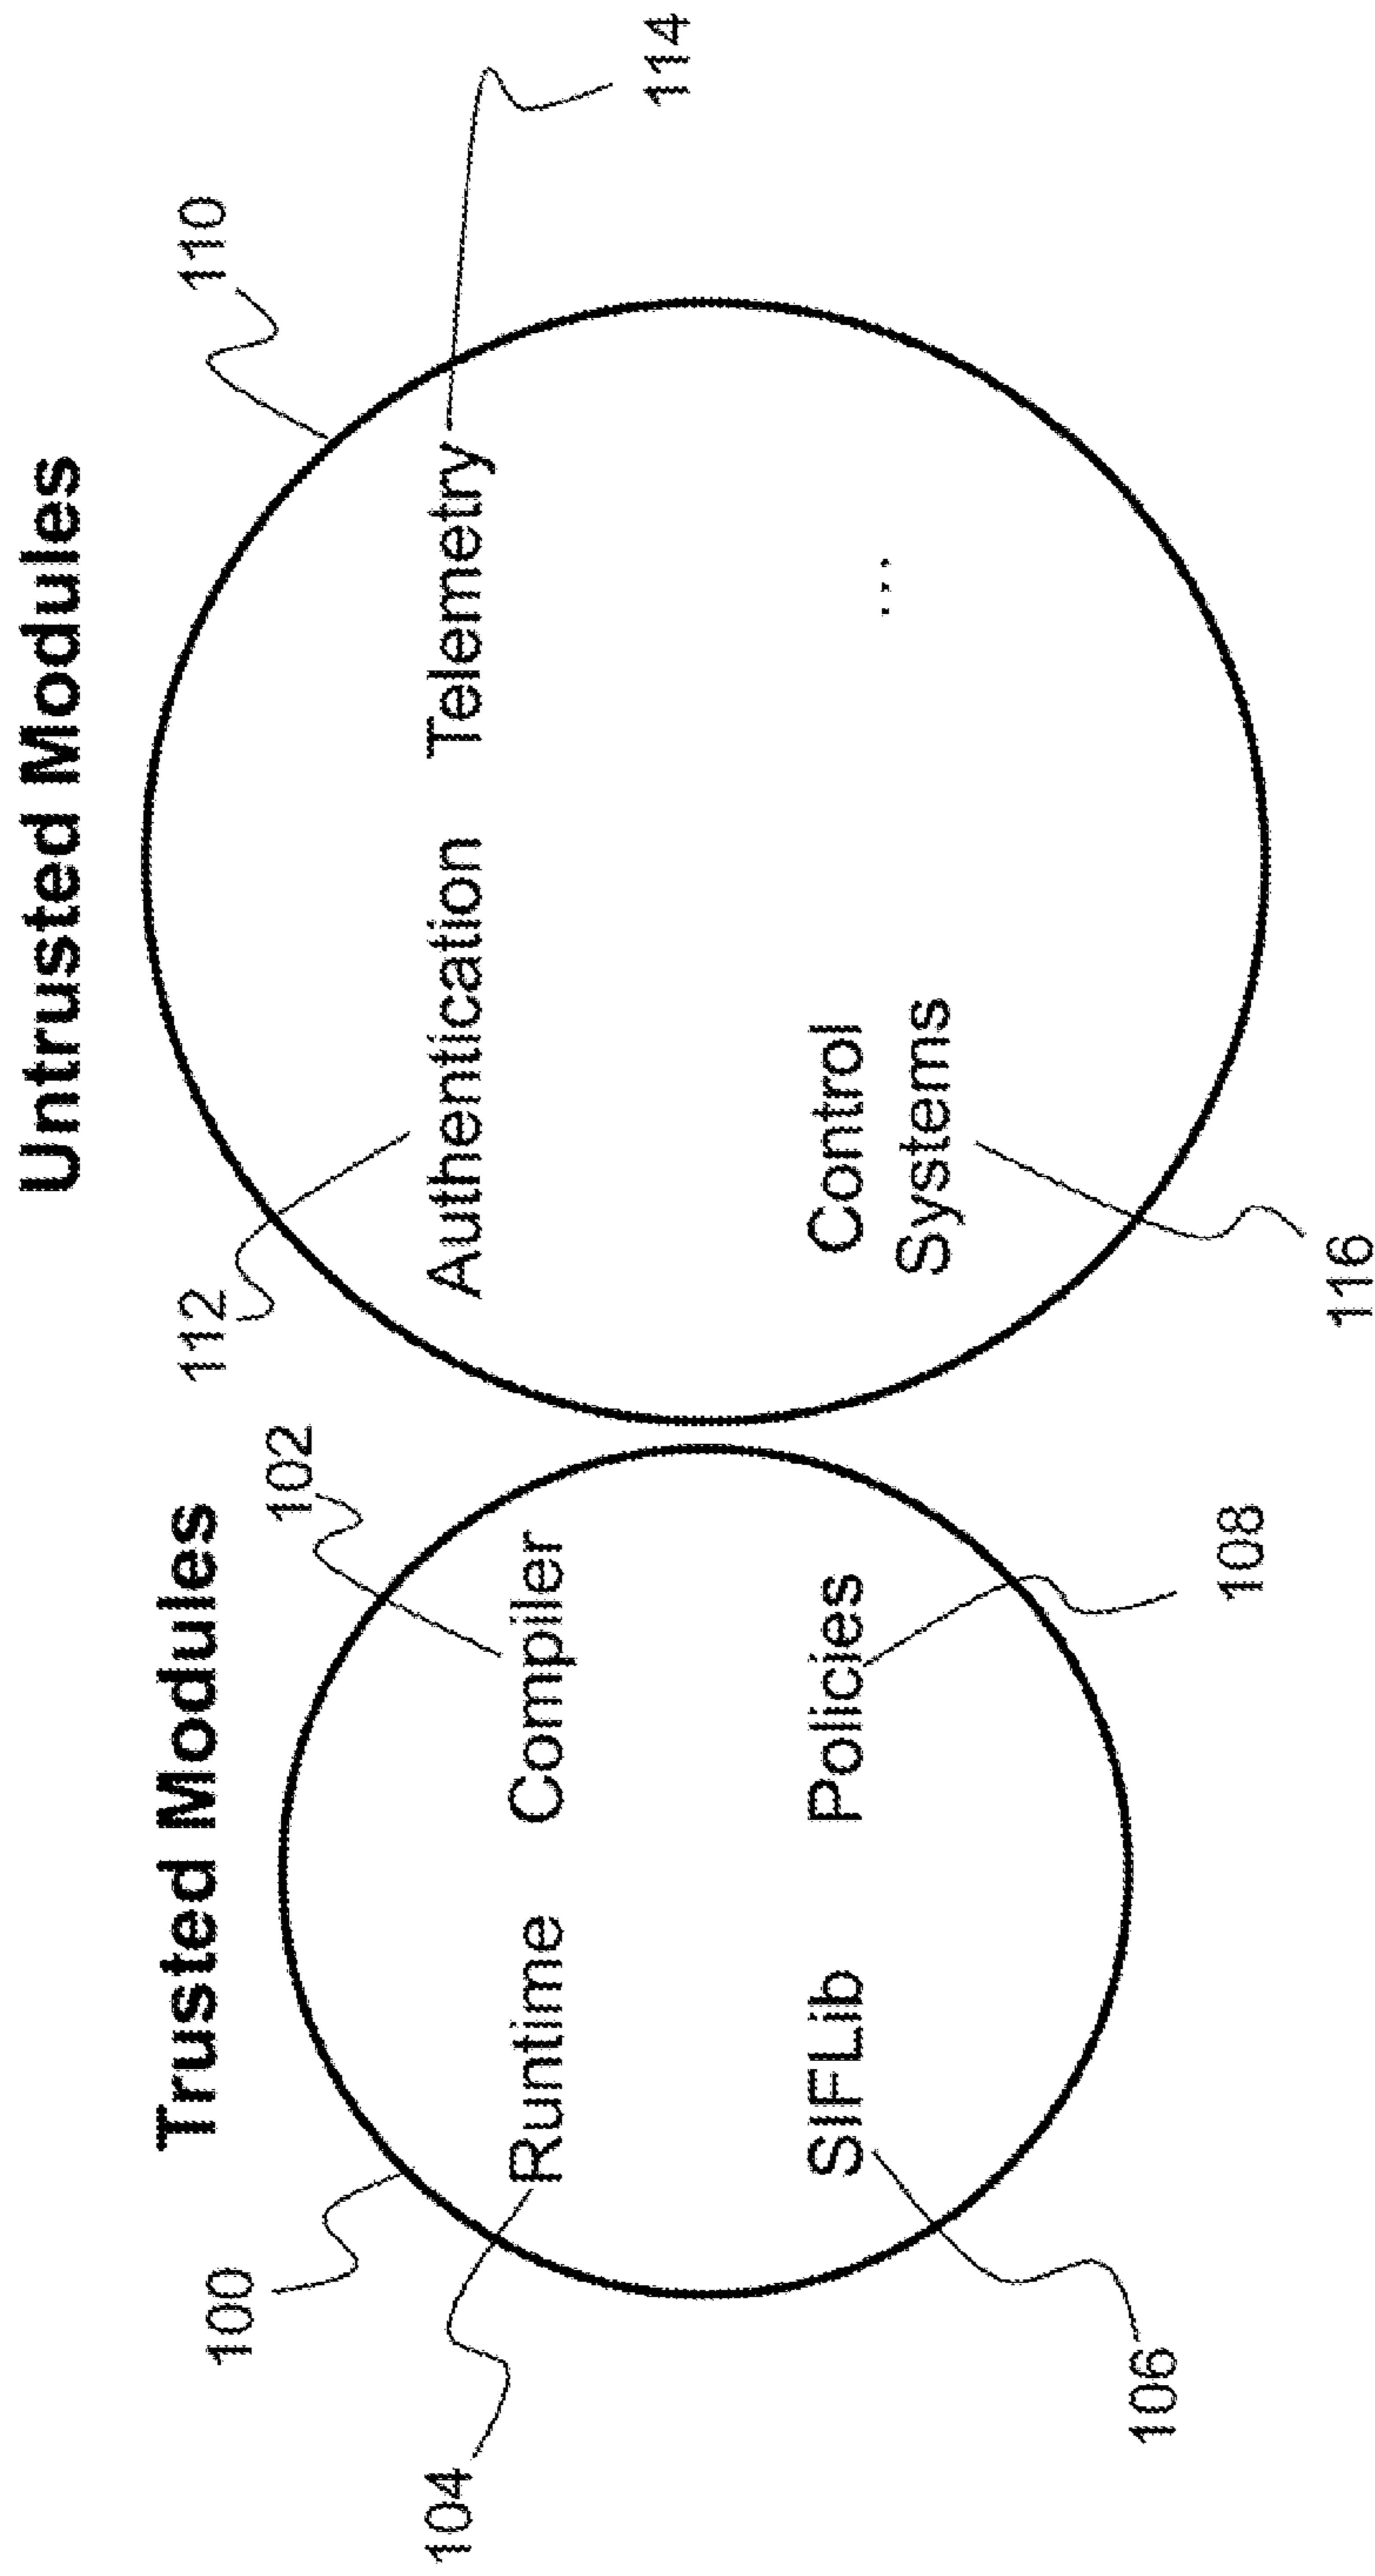 Trusted Modules
Untrusted Modules
100
102
104
Runtime Compiler
SIFLib Policies
106
108
110
112
Authentication Telemetry
114
Control
Systems
...
116